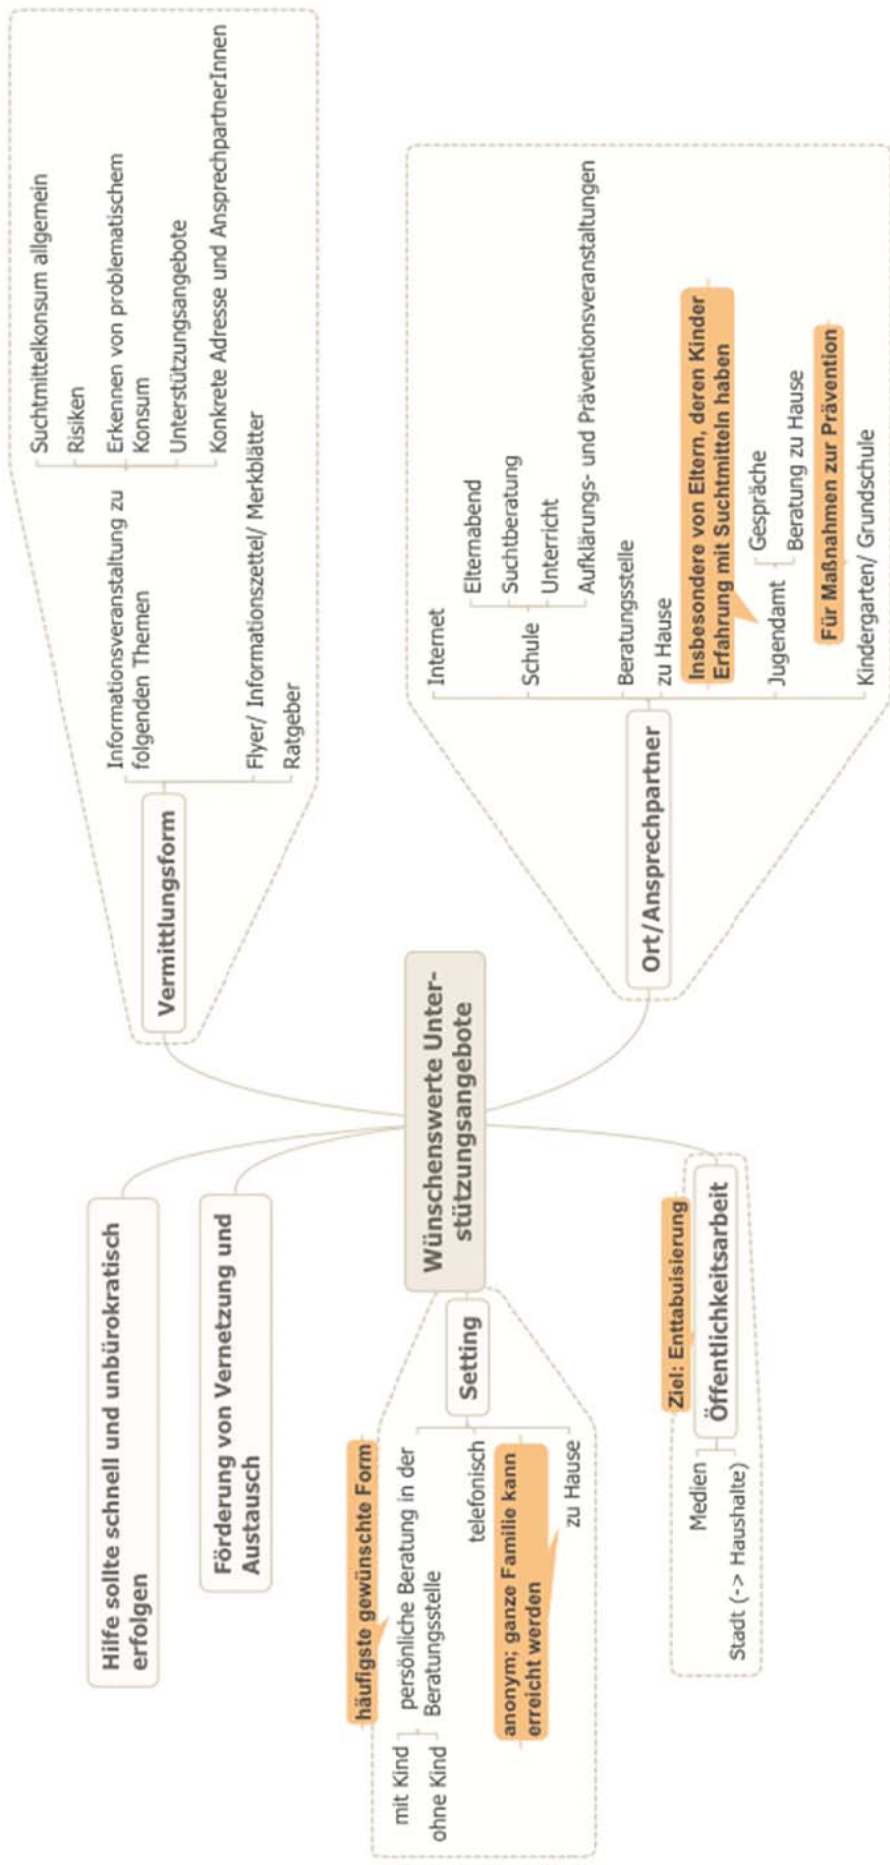 Wünschenswerte Unter-
stützungsangebote
Hilfe sollte schnell und unbürokratisch
erfolgen
Förderung von Vernetzung und
Austausch
Setting
häufigste gewünschte Form
persönliche Beratung in der
Beratungsstelle
mit Kind
ohne Kind
telefonisch
anonym; ganze Familie kann
erreicht werden
zu Hause
Ziel: Enttabuisierung
Öffentlichkeitsarbeit
Medien
Stadt (-> Haushalte)
Vermittlungsform
Informationsveranstaltung zu
folgenden Themen
Suchtmittelkonsum allgemein
Risiken
Erkennen von problematischem
Konsum
Unterstützungsangebote
Konkrete Adresse und AnsprechpartnerInnen
Flyer/ Informationszettel/ Merkblätter
Ratgeber
Ort/Ansprechpartner
Internet
Schule
Elternabend
Suchtberatung
Unterricht
Aufklärungs- und Präventionsveranstaltungen
Beratungsstelle
zu Hause
Insbesondere von Eltern, deren Kinder
Erfahrung mit Suchtmitteln haben
Jugendamt
Gespräche
Beratung zu Hause
Für Maßnahmen zur Prävention
Kindergarten/ Grundschule